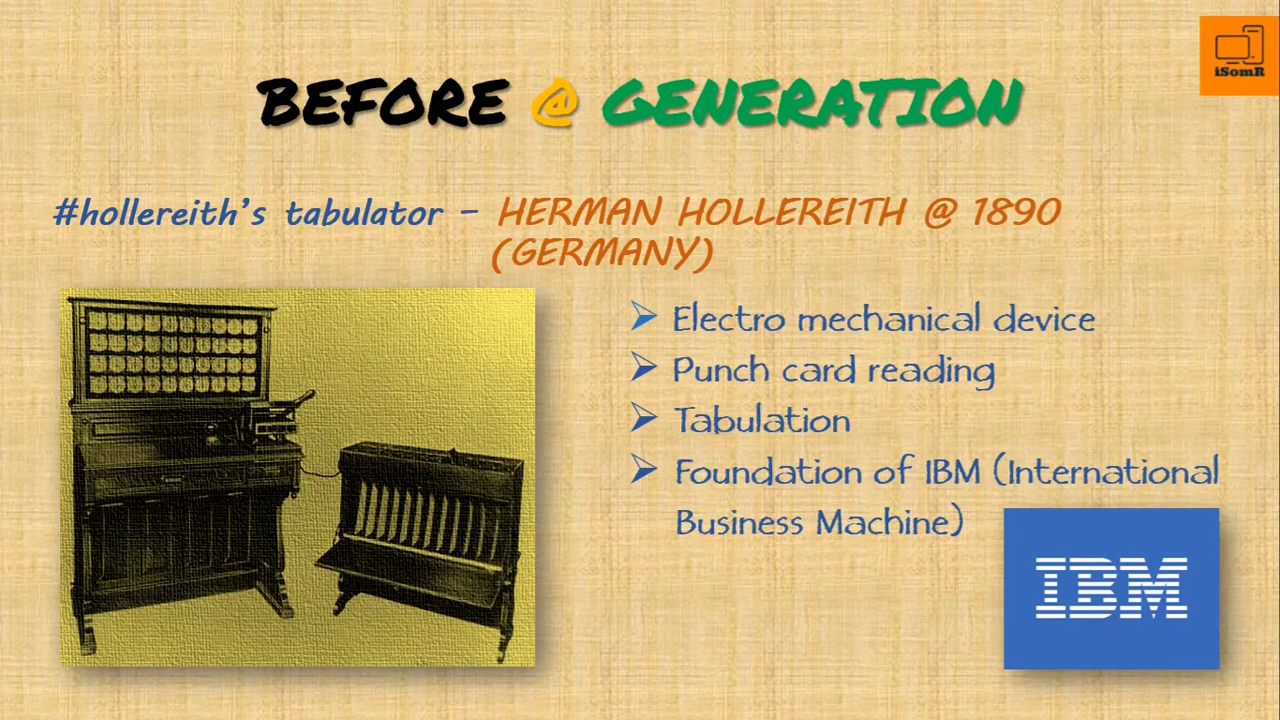 iSomR
BEFORE @ GENERATION
#hollereith's tabulator - HERMAN HOLLEREITH @ 1890
(GERMANY)
Electro mechanical device
Punch card reading
Tabulation
Foundation of IBM (International
Business Machine)
IBM